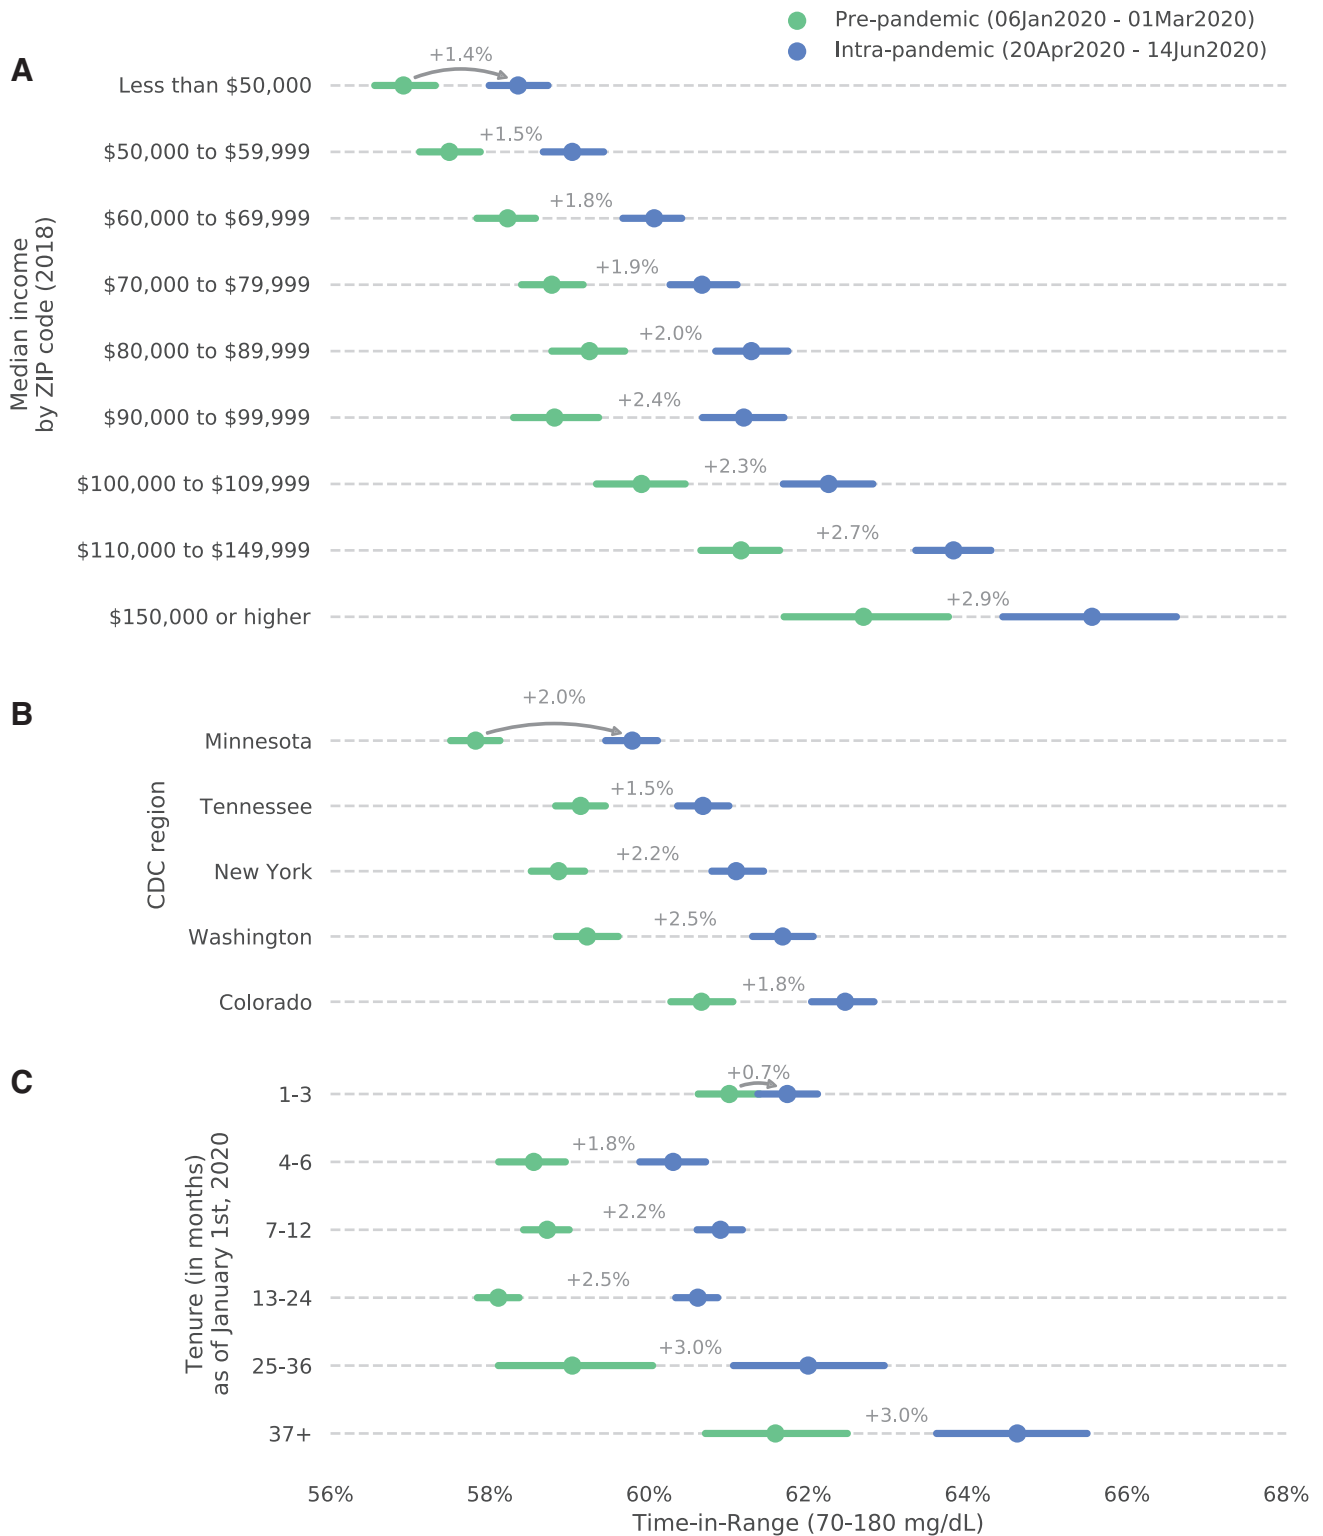 Pre-pandemic (06Jan2020 - 01Mar2020)
Intra-pandemic (20Apr2020 - 14Jun2020)
A
Median income
by ZIP code (2018)
+1.4%
Less than $50,000
+1.5%
$50,000 to $59,999
+1.8%
$60,000 to $69,999
+1.9%
$70,000 to $79,999
+2.0%
$80,000 to $89,999
+2.4%
$90,000 to $99,999
+2.3%
$100,000 to $109,999
+2.7%
$110,000 to $149,999
+2.9%
$150,000 or higher
B
CDC region
+2.0%
Minnesota
+1.5%
Tennessee
+2.2%
New York
+2.5%
Washington
+1.8%
Colorado
C
Tenure (in months)
as of January 1st, 2020
+0.7%
1-3
+1.8%
4-6
+2.2%
7-12
+2.5%
13-24
+3.0%
25-36
+3.0%
37+
56% 58% 60% 62% 64% 66% 68%
Time-in-Range (70-180 mg/dL)